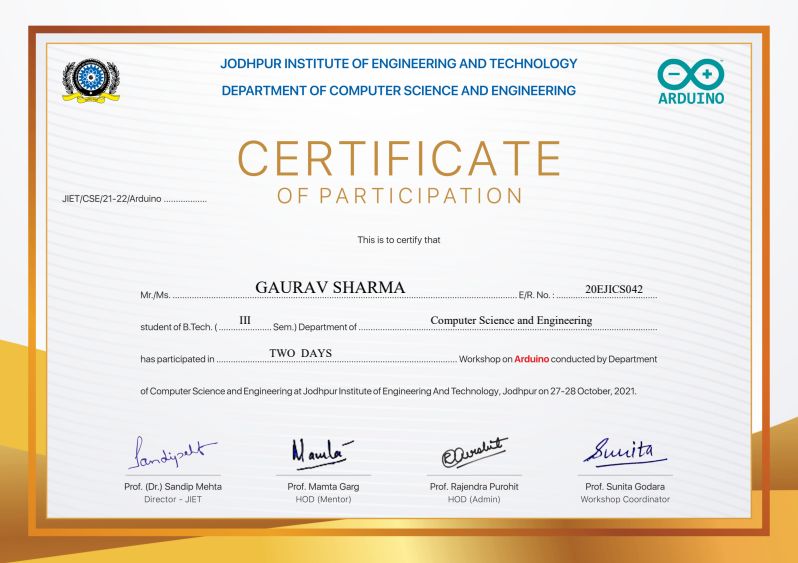 JODHPUR INSTITUTE OF ENGINEERING AND TECHNOLOGY
DEPARTMENT OF COMPUTER SCIENCE AND ENGINEERING
ARDUINO
CERTIFICATE
OF PARTICIPATION
JIET/CSE/21-22/Arduino ..................
This is to certify that
Mr./Ms. GAURAV SHARMA E/R. No. : 20EJICS042
student of B.Tech. ( III Sem.) Department of Computer Science and Engineering
has participated in TWO DAYS Workshop on Arduino conducted by Department
of Computer Science and Engineering at Jodhpur Institute of Engineering And Technology, Jodhpur on 27-28 October, 2021.
Sandip Mamta Sunita
Prof. (Dr.) Sandip Mehta Prof. Mamta Garg Prof. Rajendra Purohit Prof. Sunita Godara
Director - JIET HOD (Mentor) HOD (Admin) Workshop Coordinator